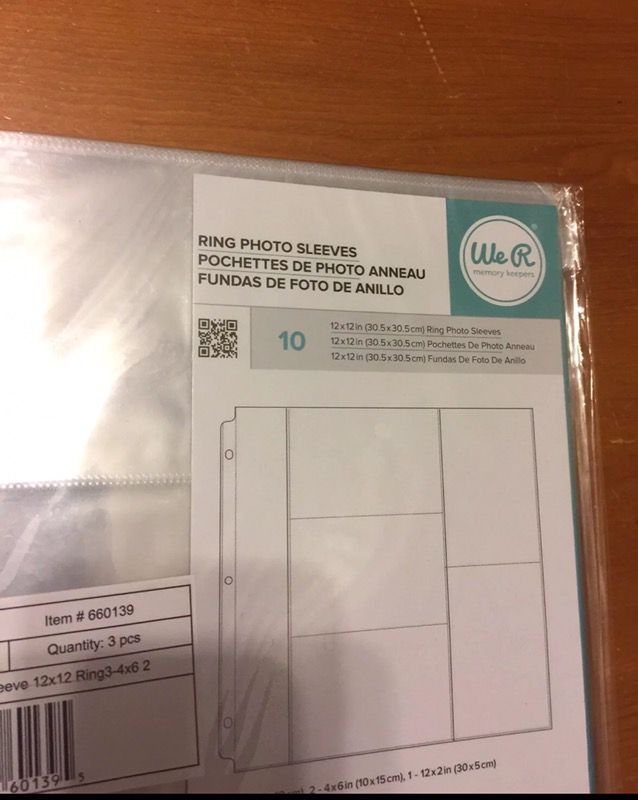 RING PHOTO SLEEVES
POCHETTES DE PHOTO ANNEAU
FUNDAS DE FOTO DE ANILLO
We R
memory keepers
®
10
12x12in (30.5x30.5cm) Ring Photo Sleeves
12x12in (30.5x30.5cm) Pochettes De Photo Anneau
12x12in (30.5x30.5cm) Fundas De Foto De Anillo
Item # 660139
Quantity: 3 pcs
12x12 Ring3-4x6 2
60139 5
2 - 4x6in (10x15cm), 1 - 12x2in (30x5cm)